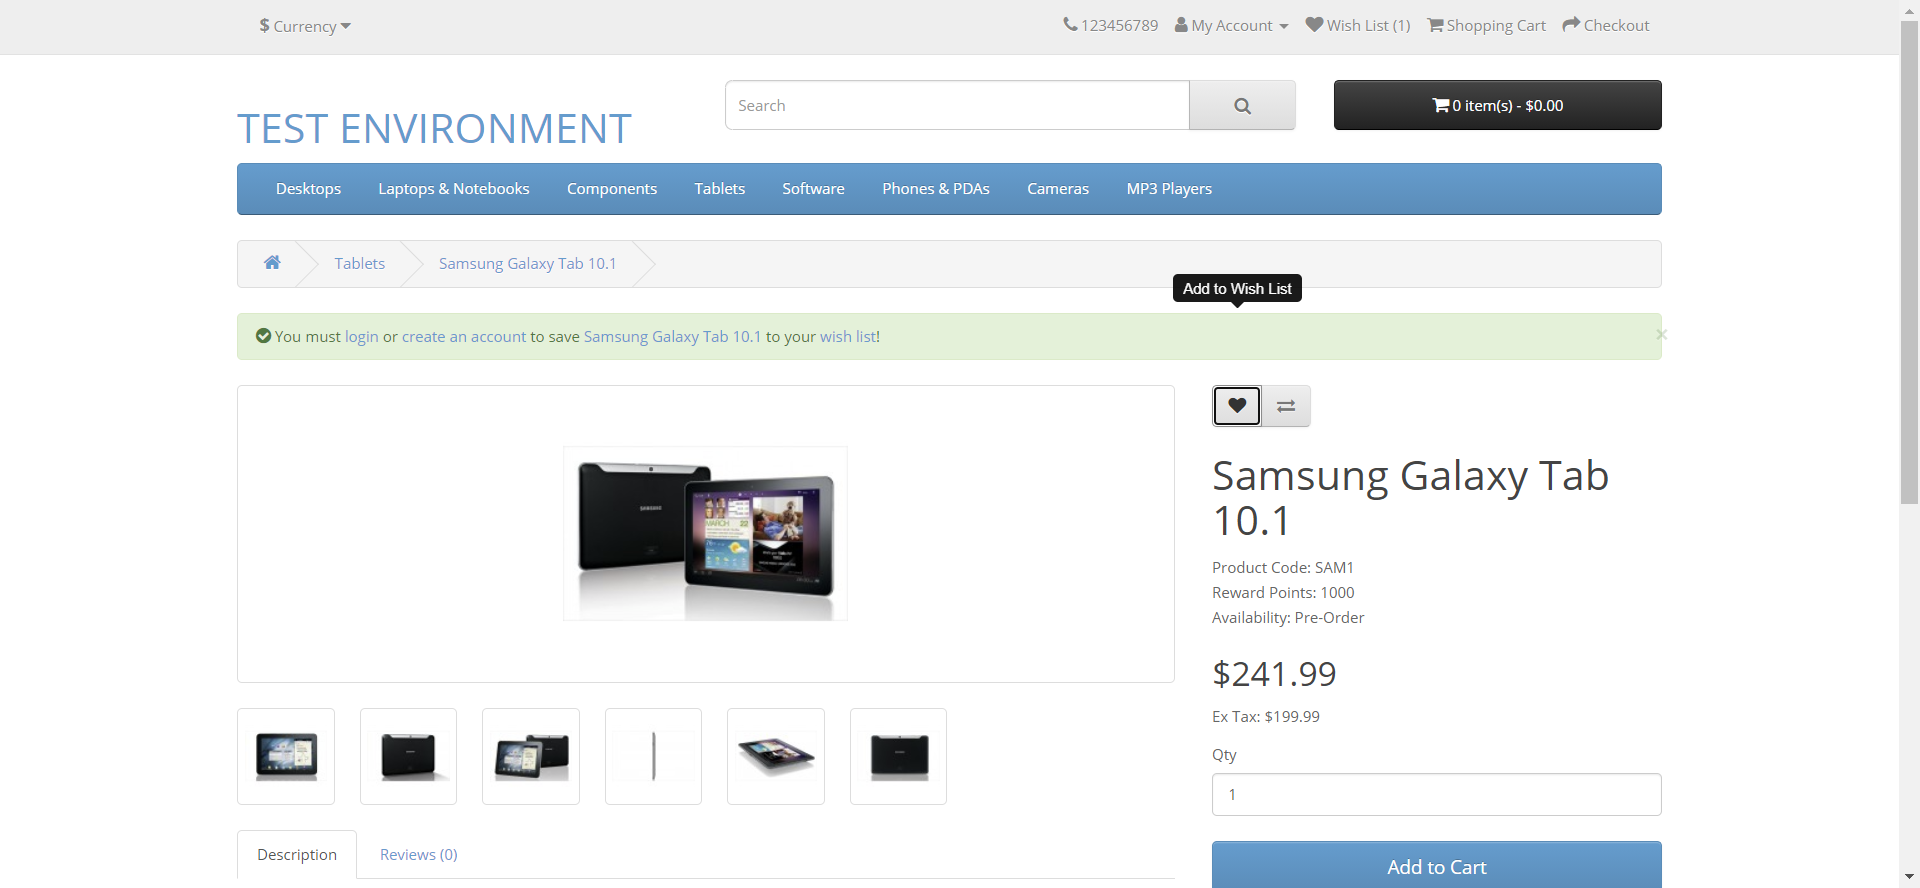 $ Currency
123456789 My Account Wish List (1) Shopping Cart Checkout
TEST ENVIRONMENT
Search
0 item(s) - $0.00
Desktops Laptops & Notebooks Components Tablets Software Phones & PDAs Cameras MP3 Players
Tablets Samsung Galaxy Tab 10.1
Add to Wish List
You must login or create an account to save Samsung Galaxy Tab 10.1 to your wish list!
×
SAMSUNG
MARCH 22
Samsung Galaxy Tab
10.1
Product Code: SAM1
Reward Points: 1000
Availability: Pre-Order
$241.99
Ex Tax: $199.99
Qty
1
Description Reviews (0)
Add to Cart